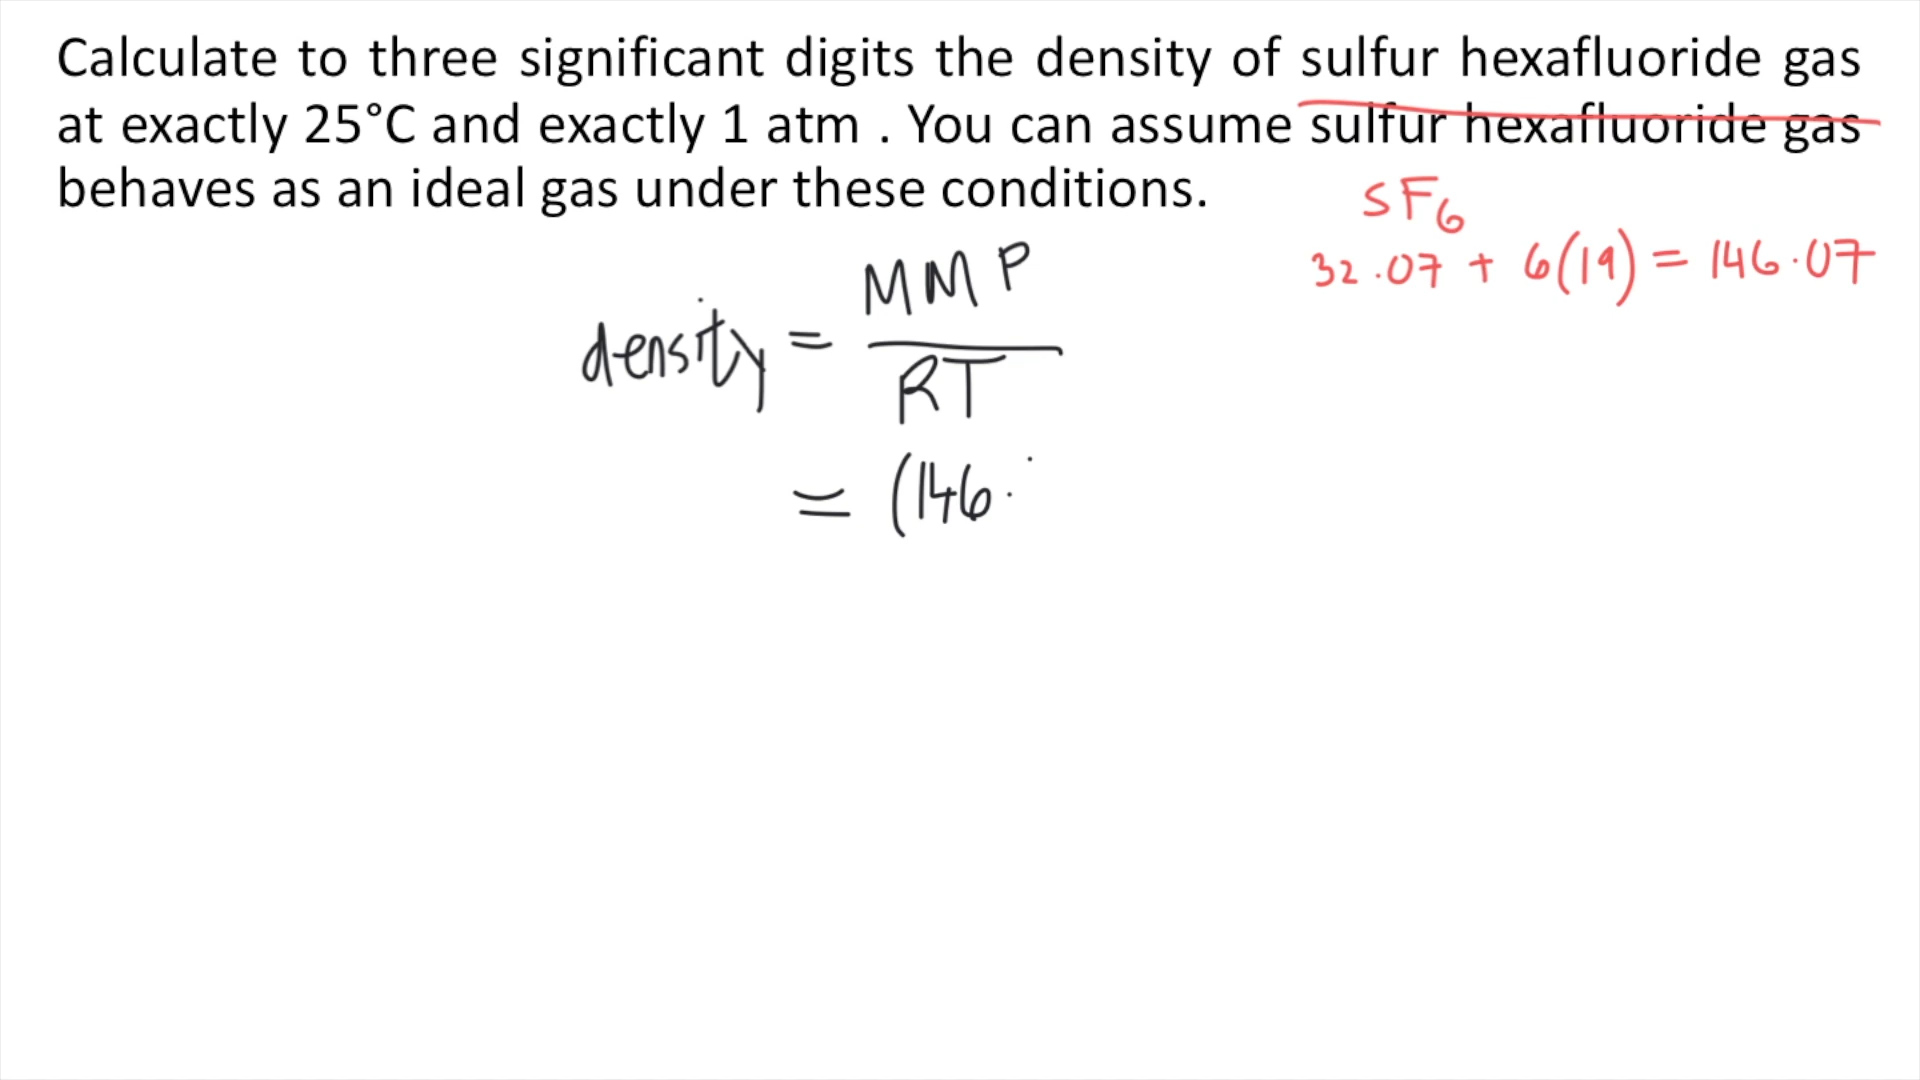 Calculate to three significant digits the density of sulfur hexafluoride gas
at exactly 25°C and exactly 1 atm . You can assume sulfur hexafluoride gas
behaves as an ideal gas under these conditions.
SF6
32.07 + 6(19) = 146.07
density = MMP
RT
= (146.